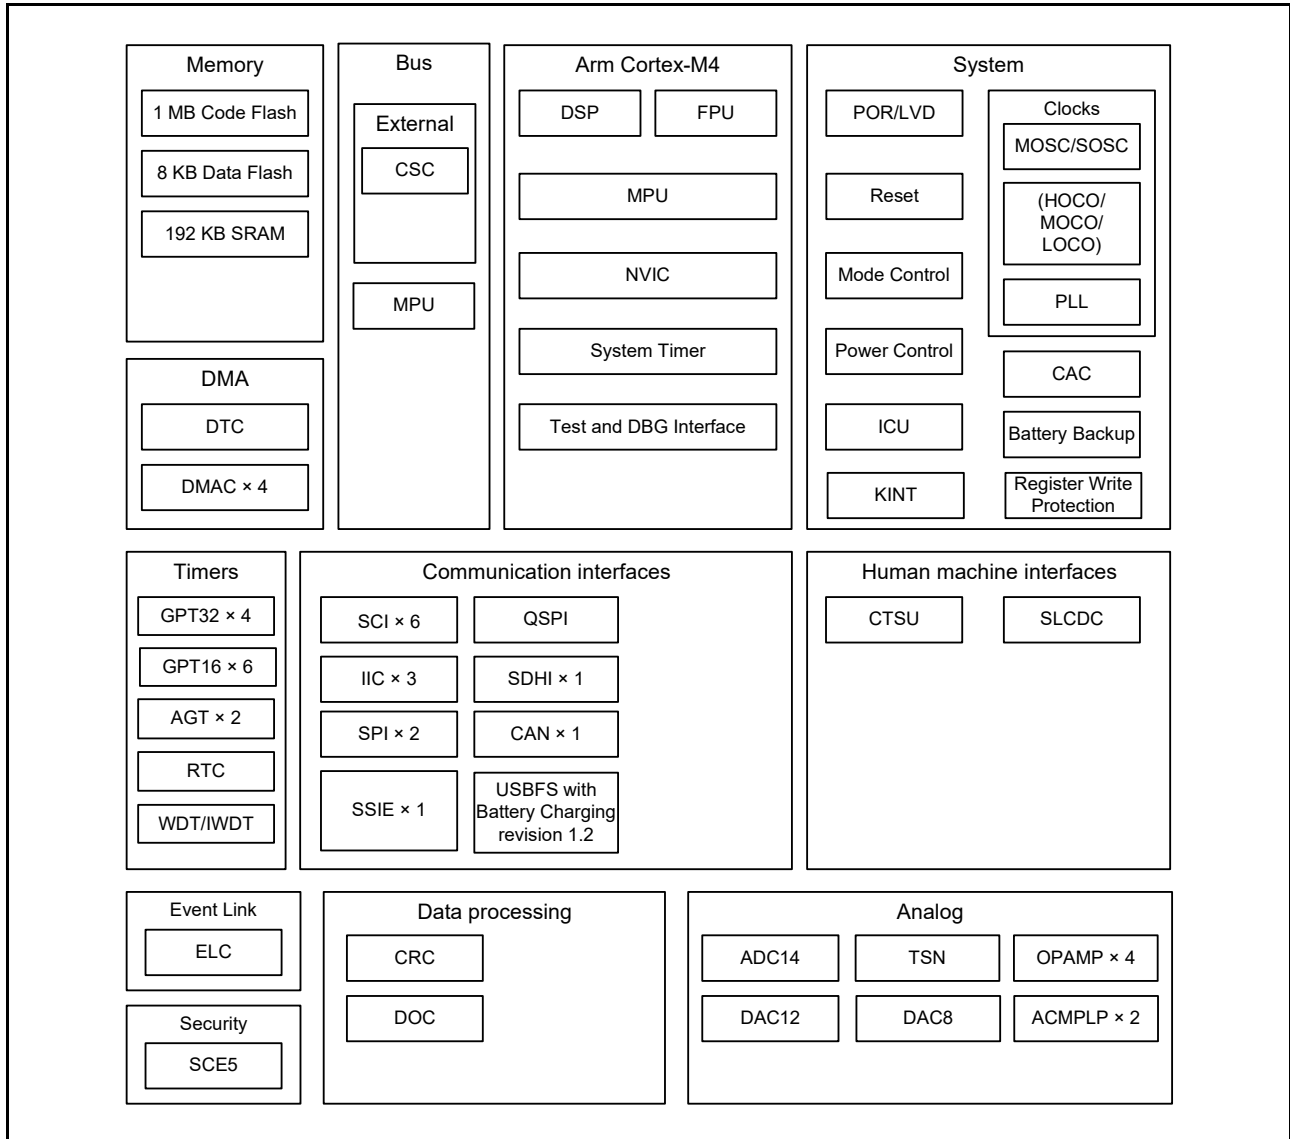 Memory
1 MB Code Flash
8 KB Data Flash
192 KB SRAM
DMA
DTC
DMAC × 4
Bus
External
CSC
MPU
Arm Cortex-M4
DSP
FPU
MPU
NVIC
System Timer
Test and DBG Interface
System
POR/LVD
Reset
Mode Control
Power Control
ICU
KINT
Clocks
MOSC/SOSC
(HOCO/
MOCO/
LOCO)
PLL
CAC
Battery Backup
Register Write
Protection
Timers
GPT32 × 4
GPT16 × 6
AGT × 2
RTC
WDT/IWDT
Communication interfaces
SCI × 6
QSPI
IIC × 3
SDHI × 1
SPI × 2
CAN × 1
SSIE × 1
USBFS with
Battery Charging
revision 1.2
Human machine interfaces
CTSU
SLCDC
Event Link
ELC
Security
SCE5
Data processing
CRC
DOC
Analog
ADC14
TSN
OPAMP × 4
DAC12
DAC8
ACMPLP × 2